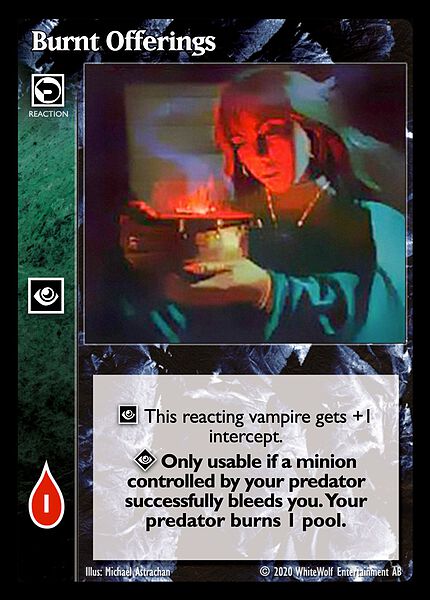 Burnt Offerings
REACTION
This reacting vampire gets +1
intercept.
Only usable if a minion
controlled by your predator
successfully bleeds you. Your
predator burns 1 pool.
1
Illus: Michael Astrachan © 2020 WhiteWolf Entertainment AB